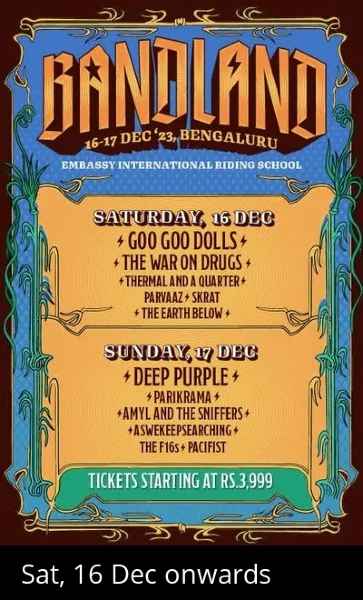 BANDLAND
16-17 DEC '23, BENGALURU
EMBASSY INTERNATIONAL RIDING SCHOOL
SATURDAY, 16 DEC
GOO GOO DOLLS
THE WAR ON DRUGS
THERMAL AND A QUARTER
PARVAAZ SKRAT
THE EARTH BELOW
SUNDAY, 17 DEC
DEEP PURPLE
PARIKRAMA
AMYL AND THE SNIFFERS
ASWEKEEPSEARCHING
THE F16s PACIFIST
TICKETS STARTING AT RS.3,999
Sat, 16 Dec onwards